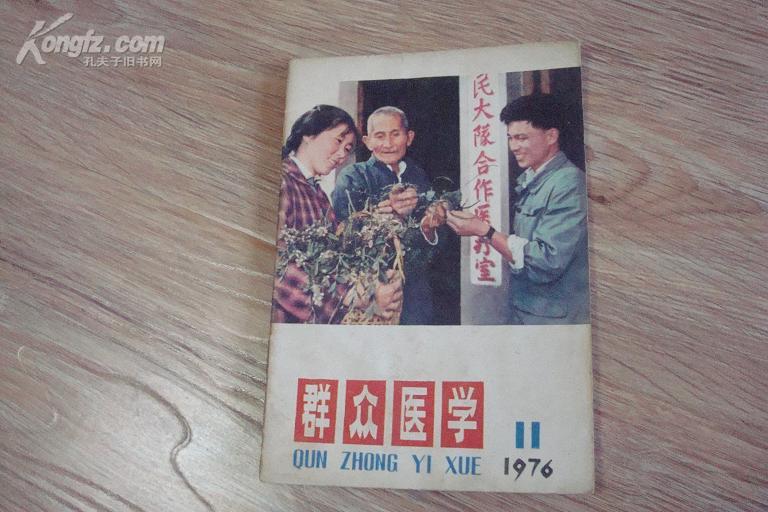 Kongfz.com
孔夫子旧书网
民大隊合作医疗室
群众医学
QUN ZHONG YI XUE
11
1976